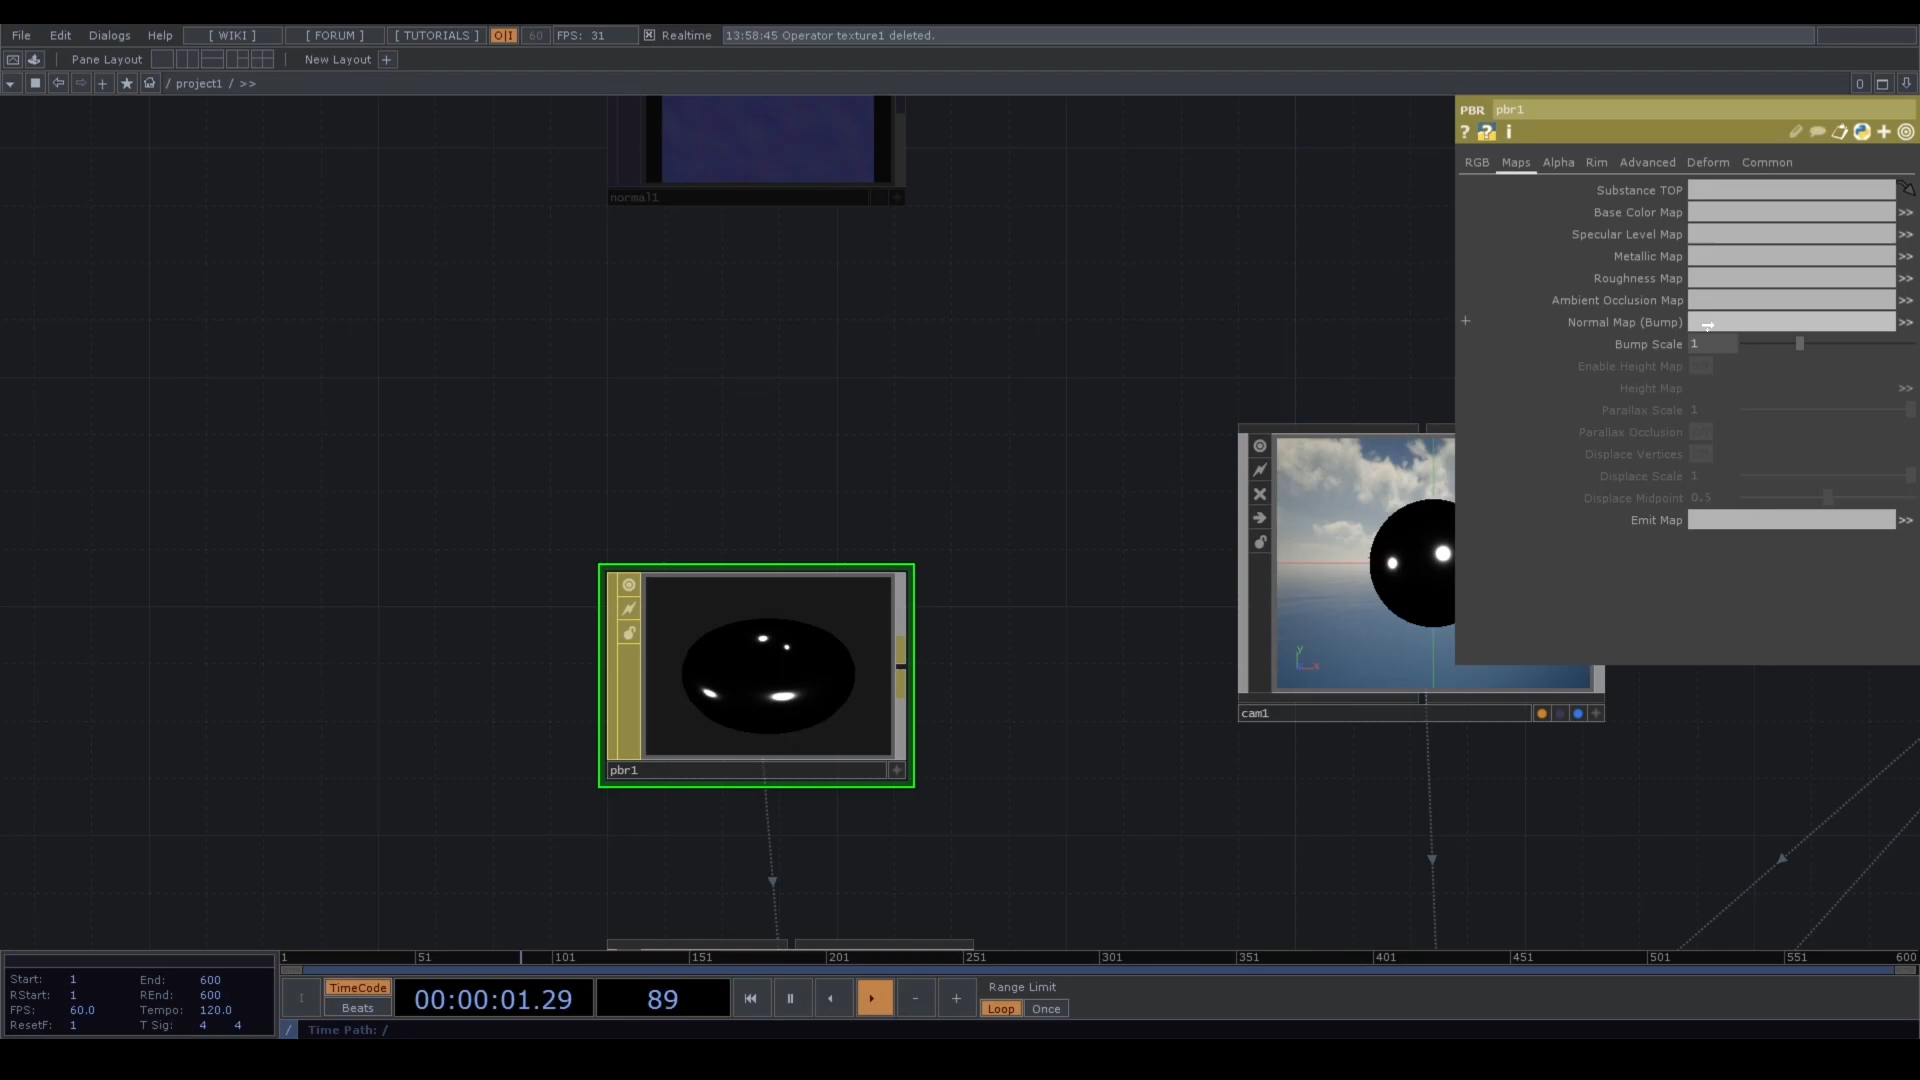 File Edit Dialogs Help [ WIKI ] [ FORUM ] [ TUTORIALS ] O|I 60 FPS: 31 Realtime 13:58:45 Operator texture1 deleted.
Pane Layout New Layout +
/ project1 / >> 0
PBR pbr1
? ? i
RGB Maps Alpha Rim Advanced Deform Common
Substance TOP
Base Color Map >>
Specular Level Map >>
Metallic Map >>
Roughness Map >>
Ambient Occlusion Map >>
+ Normal Map (Bump) >>
Bump Scale 1
Enable Height Map
Height Map >>
Parallax Scale 1
Parallax Occlusion
Displace Vertices
Displace Scale 1
Displace Midpoint 0.5
Emit Map >>
normal1
y
x
cam1
pbr1
1 51 101 151 201 251 301 351 401 451 501 551 600
Start: 1 End: 600
RStart: 1 REnd: 600
FPS: 60.0 Tempo: 120.0
ResetF: 1 T Sig: 4 4
TimeCode
Beats
00:00:01.29
89
- +
Range Limit
Loop Once
/ Time Path: /